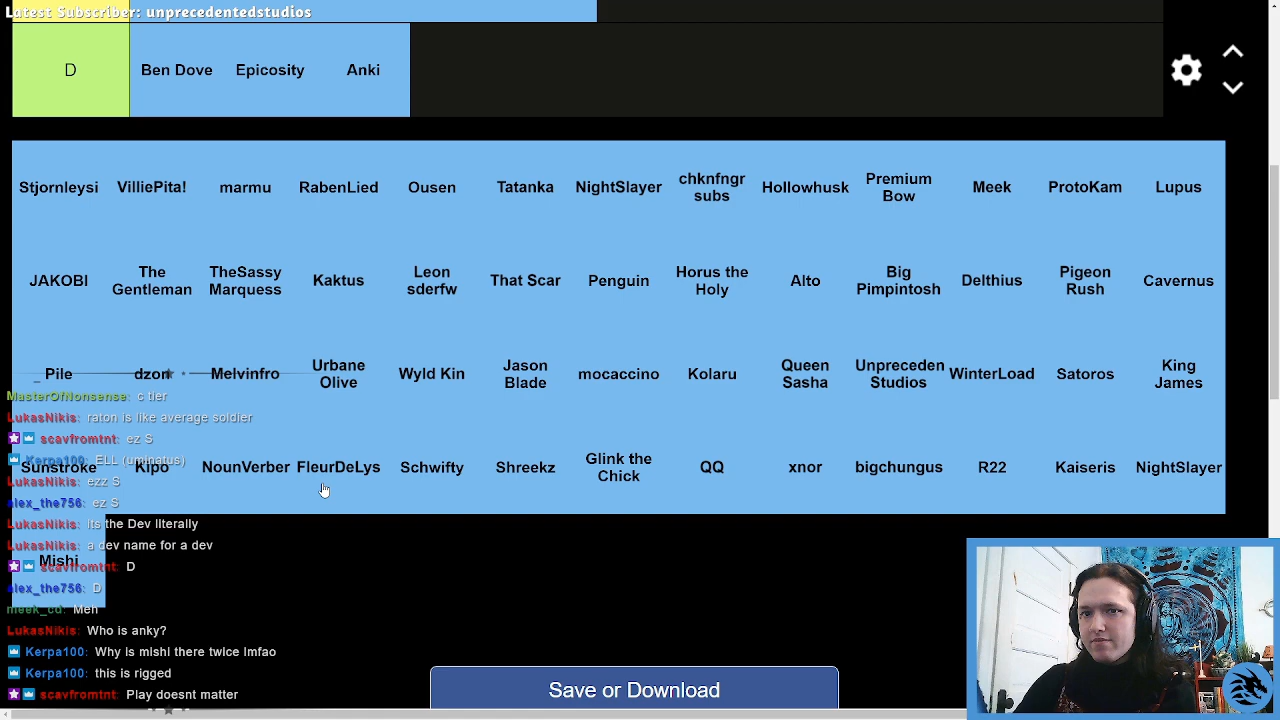 Latest Subscriber: unprecedentedstudios
D
Ben Dove
Epicosity
Anki
Stjornleysi
VilliePita!
marmu
RabenLied
Ousen
Tatanka
NightSlayer
chknfngr
subs
Hollowhusk
Premium
Bow
Meek
ProtoKam
Lupus
JAKOBI
The
Gentleman
TheSassy
Marquess
Kaktus
Leon
sderfw
That Scar
Penguin
Horus the
Holy
Alto
Big
Pimpintosh
Delthius
Pigeon
Rush
Cavernus
Pile
dzon
Melvinfro
Urbane
Olive
Wyld Kin
Jason
Blade
mocaccino
Kolaru
Queen
Sasha
Unpreceden
Studios
WinterLoad
Satoros
King
James
Sunstroke
Kipo
NounVerber
FleurDeLys
Schwifty
Shreekz
Glink the
Chick
QQ
xnor
bigchungus
R22
Kaiseris
NightSlayer
Mishi
MasterOfNonsense: c tier
LukasNikis: raton is like average soldier
scavfromtnt: ez S
Kerpa100: ELL (uminatus)
LukasNikis: ezz S
alex_the756: ez S
LukasNikis: its the Dev literally
LukasNikis: a dev name for a dev
scavfromtnt: D
alex_the756: D
meek_cd: Meh
LukasNikis: Who is anky?
Kerpa100: Why is mishi there twice lmfao
Kerpa100: this is rigged
scavfromtnt: Play doesnt matter
Save or Download